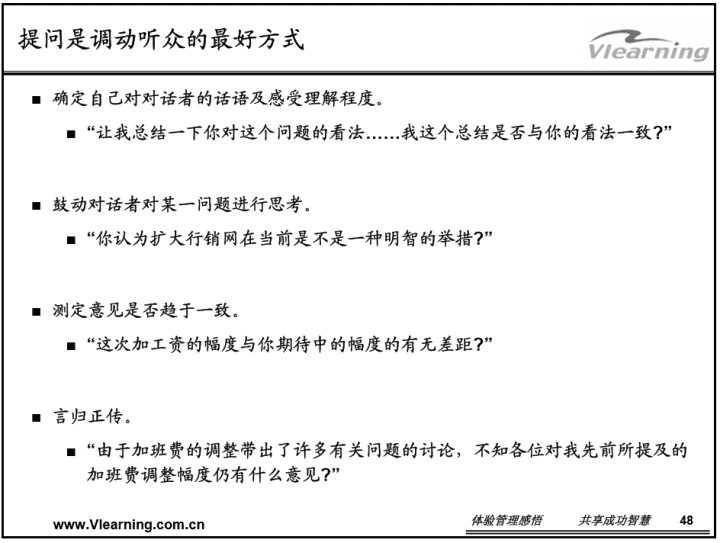 提问是调动听众的最好方式
Vlearning
■ 确定自己对对话者的话语及感受理解程度。
■ “让我总结一下你对这个问题的看法……我这个总结是否与你的看法一致?”
■ 鼓动对话者对某一问题进行思考。
■ “你认为扩大行销网在当前是不是一种明智的举措?”
■ 测定意见是否趋于一致。
■ “这次加工资的幅度与你期待中的幅度的有无差距?”
■ 言归正传。
■ “由于加班费的调整带出了许多有关问题的讨论，不知各位对我先前所提及的
加班费调整幅度仍有什么意见?”
www.Vlearning.com.cn 体验管理感悟 共享成功智慧 48